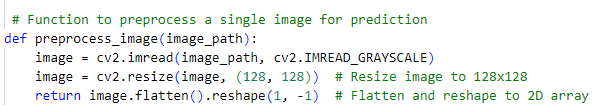 # Function to preprocess a single image for prediction
def preprocess_image(image_path):
    image = cv2.imread(image_path, cv2.IMREAD_GRAYSCALE)
    image = cv2.resize(image, (128, 128))  # Resize image to 128x128
    return image.flatten().reshape(1, -1)  # Flatten and reshape to 2D array